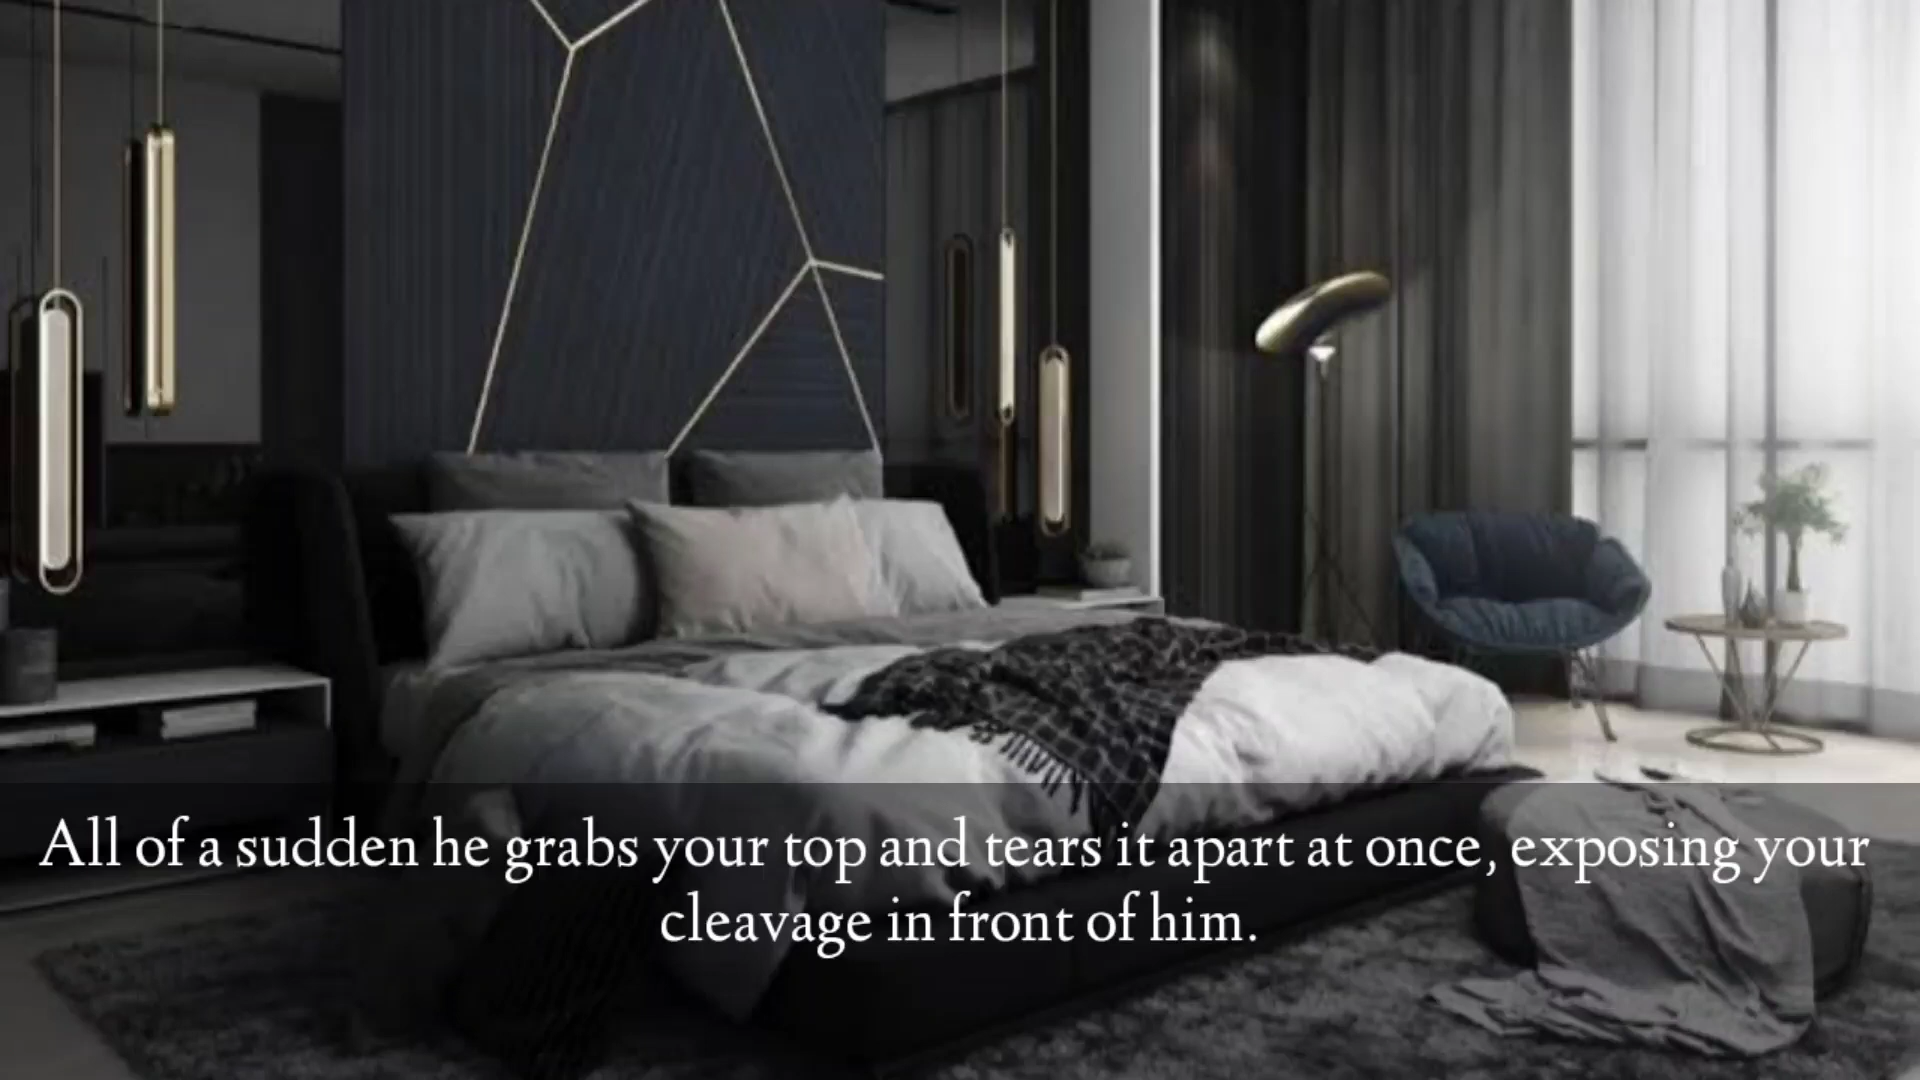 All of a sudden he grabs your top and tears it apart at once, exposing your
cleavage in front of him.